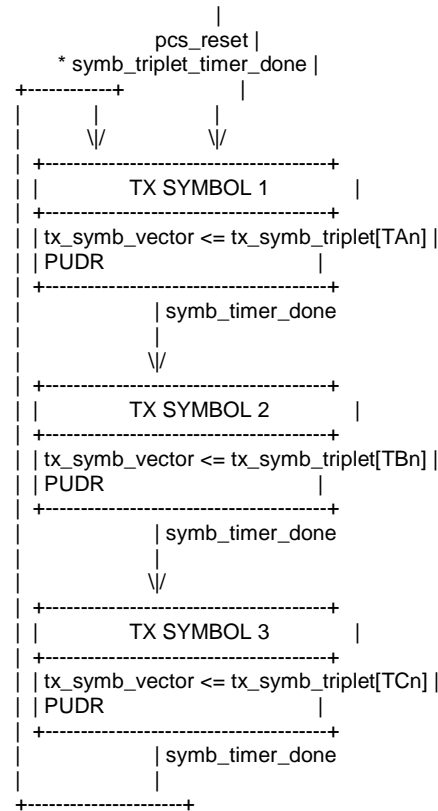 |
pcs_reset |
* symb_triplet_timer_done |
+------------+ |
| | |
| \|/ \|/
| +----------------------------------------+
| | TX SYMBOL 1 |
| +----------------------------------------+
| | tx_symb_vector <= tx_symb_triplet[TAn] |
| | PUDR |
| +----------------------------------------+
| | symb_timer_done
| |
| \|/
| +----------------------------------------+
| | TX SYMBOL 2 |
| +----------------------------------------+
| | tx_symb_vector <= tx_symb_triplet[TBn] |
| | PUDR |
| +----------------------------------------+
| | symb_timer_done
| |
| \|/
| +----------------------------------------+
| | TX SYMBOL 3 |
| +----------------------------------------+
| | tx_symb_vector <= tx_symb_triplet[TCn] |
| | PUDR |
| +----------------------------------------+
| | symb_timer_done
| |
+----------------------+